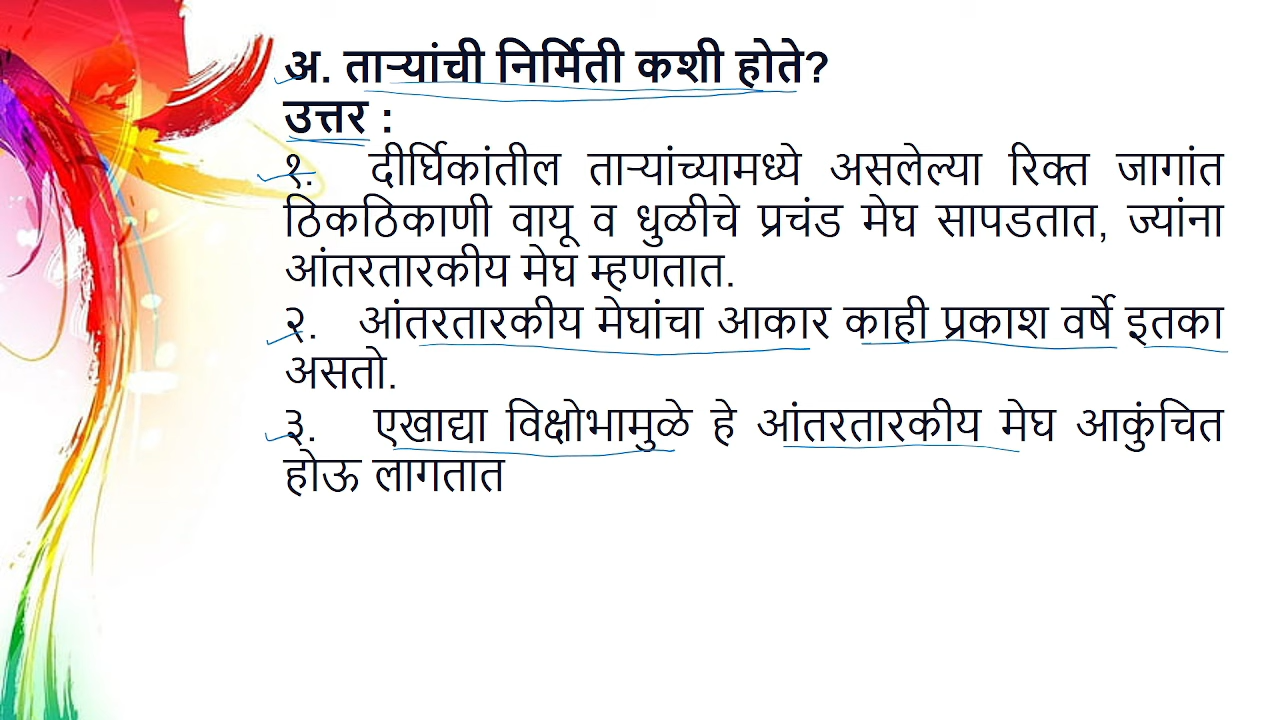 अ. ताऱ्यांची निर्मिती कशी होते?
उत्तर :
१. दीर्घिकांतील ताऱ्यांच्यामध्ये असलेल्या रिक्त जागांत
ठिकठिकाणी वायू व धुळीचे प्रचंड मेघ सापडतात, ज्यांना
आंतरतारकीय मेघ म्हणतात.
२. आंतरतारकीय मेघांचा आकार काही प्रकाश वर्षे इतका
असतो.
३. एखाद्या विक्षोभामुळे हे आंतरतारकीय मेघ आकुंचित
होऊ लागतात